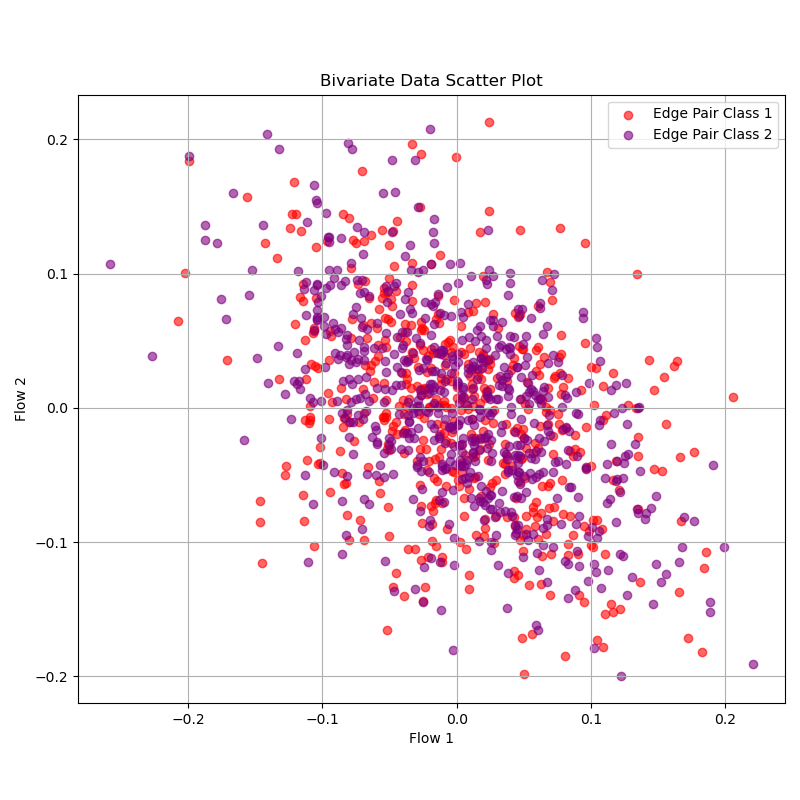 Bivariate Data Scatter Plot
Edge Pair Class 1
Edge Pair Class 2
0.2
0.1
0.0
−0.1
−0.2
Flow 2
−0.2
−0.1
0.0
0.1
0.2
Flow 1